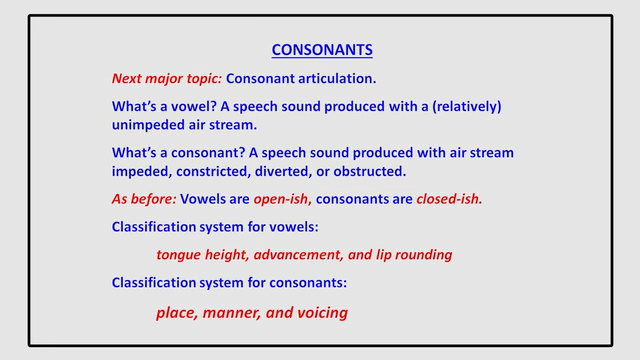 CONSONANTS
Next major topic: Consonant articulation.
What's a vowel? A speech sound produced with a (relatively)
unimpeded air stream.
What's a consonant? A speech sound produced with air stream
impeded, constricted, diverted, or obstructed.
As before: Vowels are open-ish, consonants are closed-ish.
Classification system for vowels:
tongue height, advancement, and lip rounding
Classification system for consonants:
place, manner, and voicing